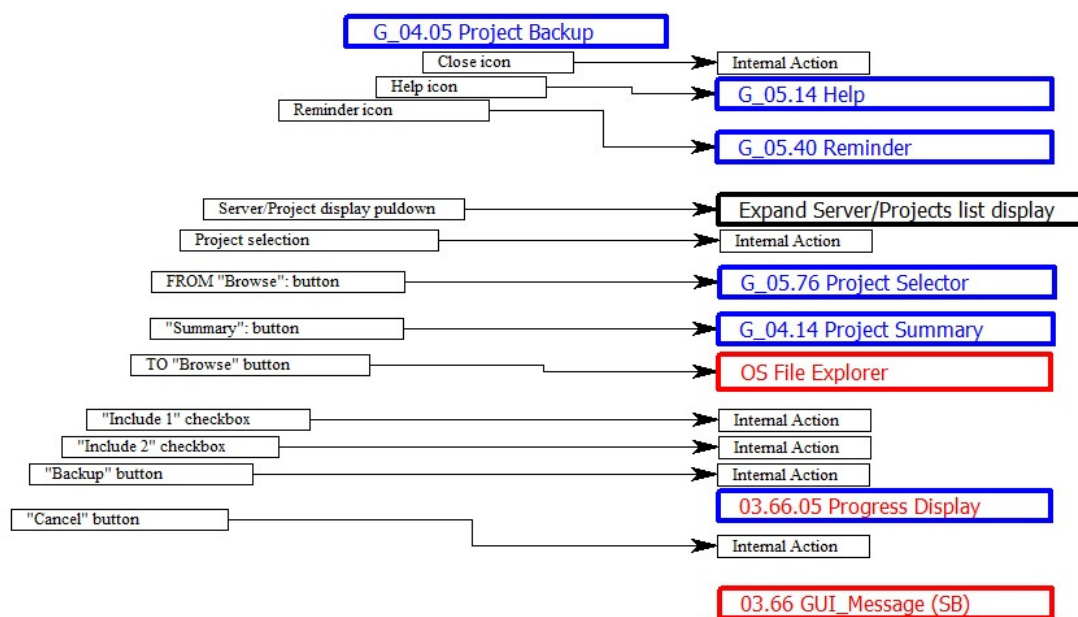 G_04.05 Project Backup
Close icon
Internal Action
Help icon
G_05.14 Help
Reminder icon
G_05.40 Reminder
Server/Project display puldown
Expand Server/Projects list display
Project selection
Internal Action
FROM "Browse": button
G_05.76 Project Selector
"Summary": button
G_04.14 Project Summary
TO "Browse" button
OS File Explorer
"Include 1" checkbox
Internal Action
"Include 2" checkbox
Internal Action
"Backup" button
Internal Action
03.66.05 Progress Display
"Cancel" button
Internal Action
03.66 GUI_Message (SB)